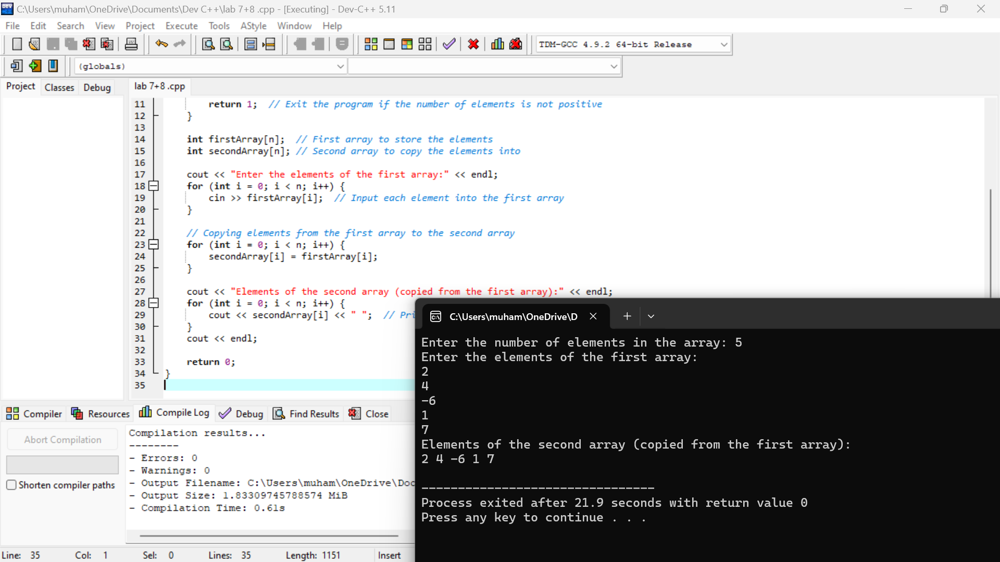 C:\Users\muham\OneDrive\Documents\Dev C++\lab 7+8 .cpp - [Executing] - Dev-C++ 5.11
File Edit Search View Project Execute Tools AStyle Window Help
TDM-GCC 4.9.2 64-bit Release
(globals)
Project Classes Debug lab 7+8 .cpp
11 return 1; // Exit the program if the number of elements is not positive
12 }
13
14 int firstArray[n]; // First array to store the elements
15 int secondArray[n]; // Second array to copy the elements into
16
17 cout << "Enter the elements of the first array:" << endl;
18 for (int i = 0; i < n; i++) {
19 cin >> firstArray[i]; // Input each element into the first array
20 }
21
22 // Copying elements from the first array to the second array
23 for (int i = 0; i < n; i++) {
24 secondArray[i] = firstArray[i];
25 }
26
27 cout << "Elements of the second array (copied from the first array):" << endl;
28 for (int i = 0; i < n; i++) {
29 cout << secondArray[i] << " "; // Pri
30 }
31 cout << endl;
32
33 return 0;
34 }
35
C:\Users\muham\OneDrive\D
Enter the number of elements in the array: 5
Enter the elements of the first array:
2
4
-6
1
7
Elements of the second array (copied from the first array):
2 4 -6 1 7
--------------------------------
Process exited after 21.9 seconds with return value 0
Press any key to continue . . .
Compiler Resources Compile Log Debug Find Results Close
Abort Compilation
Shorten compiler paths
Compilation results...
--------
- Errors: 0
- Warnings: 0
- Output Filename: C:\Users\muham\OneDrive\Doc
- Output Size: 1.83309745788574 MiB
- Compilation Time: 0.61s
Line: 35 Col: 1 Sel: 0 Lines: 35 Length: 1151 Insert